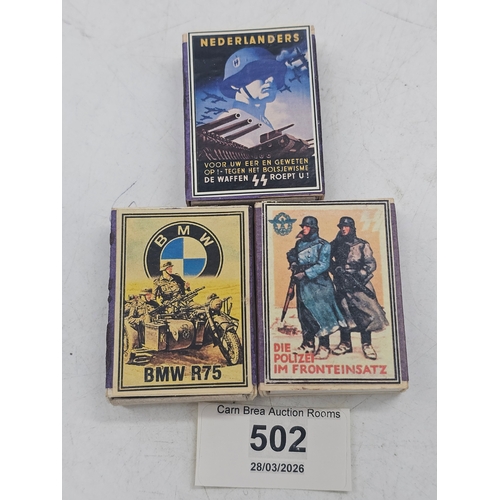 NEDERLANDERS
VOOR UW EER EN GEWETEN
OP!-TEGEN HET BOLSJEWISME
DE WAFFEN SS ROEPT U!
BMW
BMW R75
SS
DIE
POLIZEI
IM FRONTEINSATZ
Carn Brea Auction Rooms
502
28/03/2026